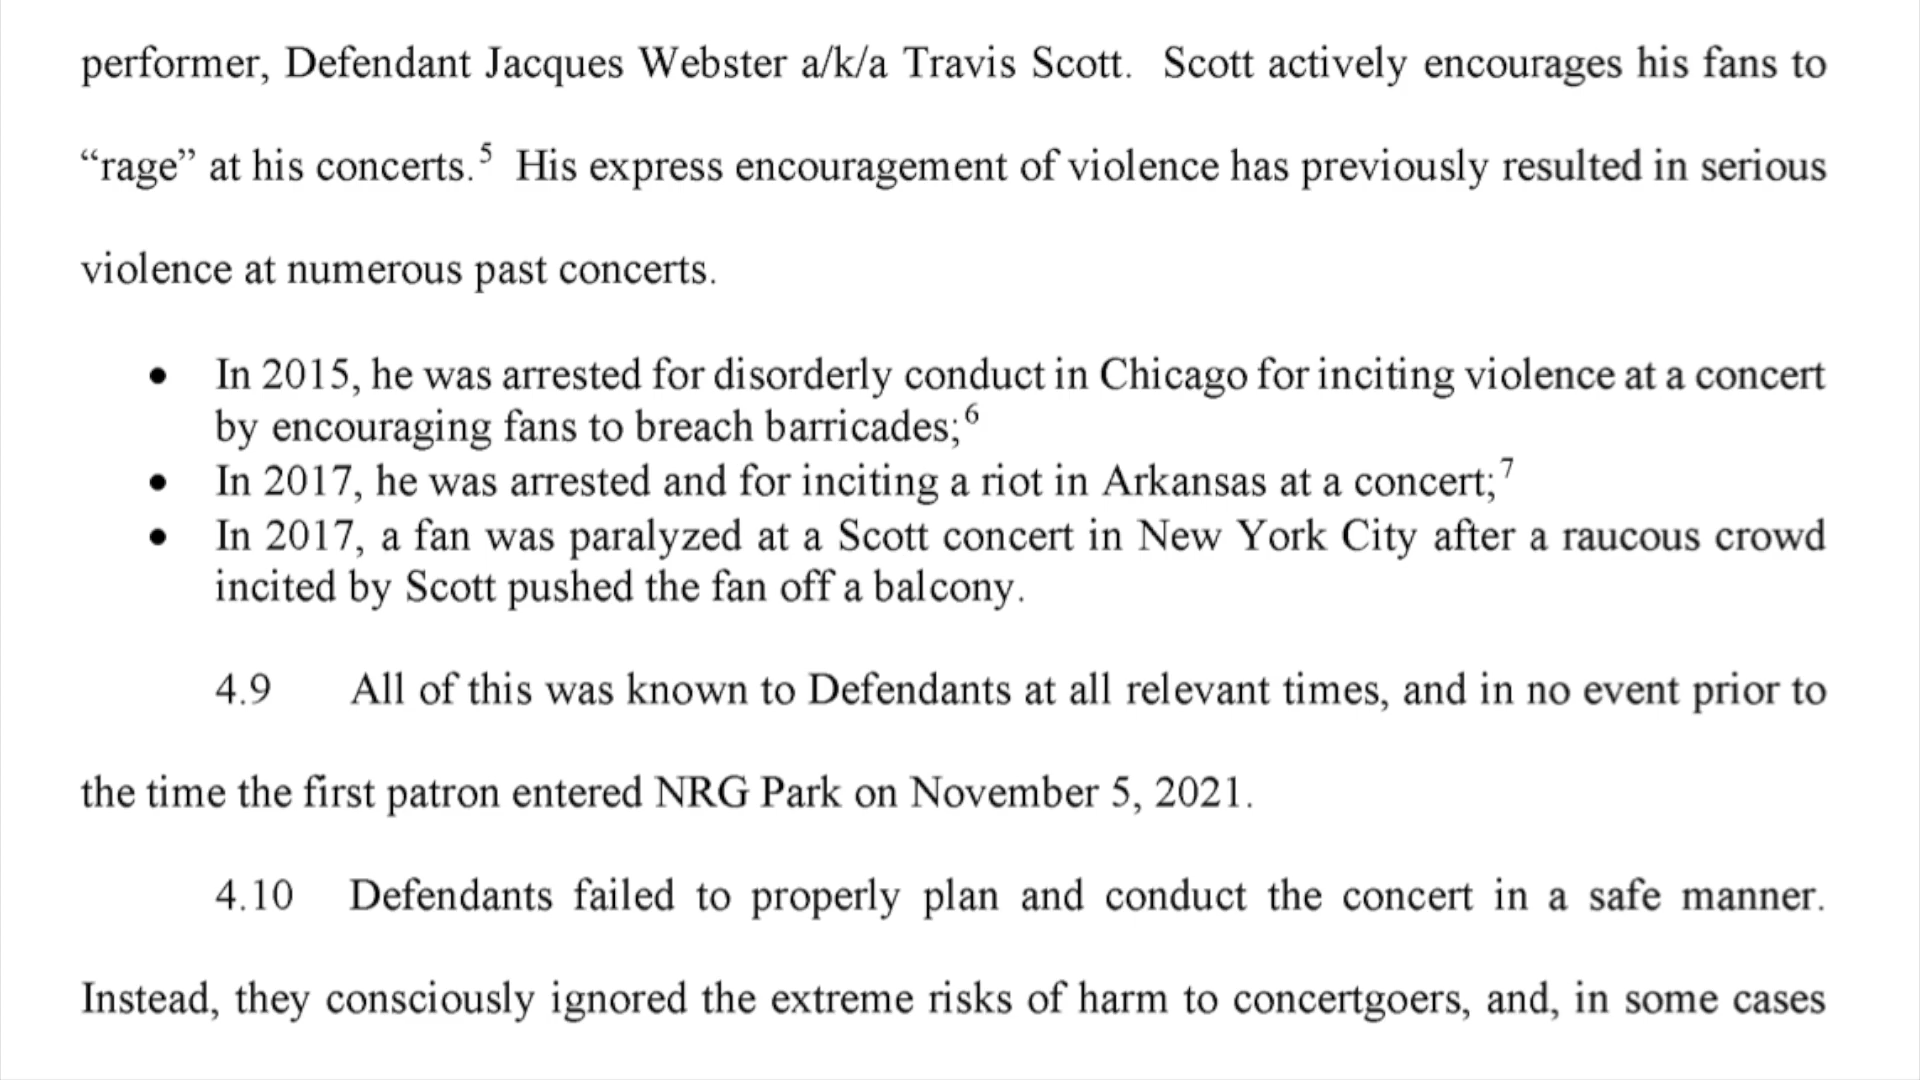 performer, Defendant Jacques Webster a/k/a Travis Scott. Scott actively encourages his fans to
“rage” at his concerts.⁵ His express encouragement of violence has previously resulted in serious
violence at numerous past concerts.
• In 2015, he was arrested for disorderly conduct in Chicago for inciting violence at a concert
by encouraging fans to breach barricades;⁶
• In 2017, he was arrested and for inciting a riot in Arkansas at a concert;⁷
• In 2017, a fan was paralyzed at a Scott concert in New York City after a raucous crowd
incited by Scott pushed the fan off a balcony.
4.9 All of this was known to Defendants at all relevant times, and in no event prior to
the time the first patron entered NRG Park on November 5, 2021.
4.10 Defendants failed to properly plan and conduct the concert in a safe manner.
Instead, they consciously ignored the extreme risks of harm to concertgoers, and, in some cases